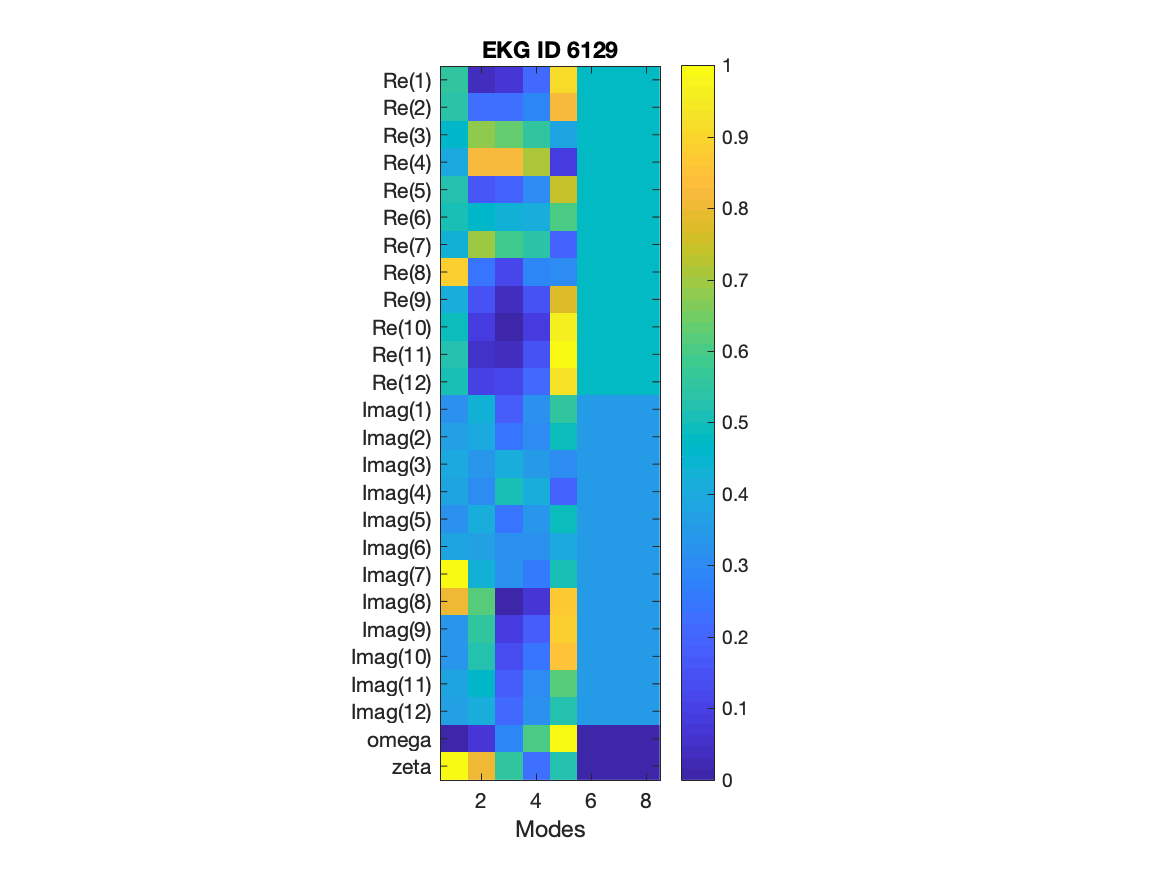 EKG ID 6129
Re(1)
Re(2)
Re(3)
Re(4)
Re(5)
Re(6)
Re(7)
Re(8)
Re(9)
Re(10)
Re(11)
Re(12)
Imag(1)
Imag(2)
Imag(3)
Imag(4)
Imag(5)
Imag(6)
Imag(7)
Imag(8)
Imag(9)
Imag(10)
Imag(11)
Imag(12)
omega
zeta
2 4 6 8
Modes
1
0.9
0.8
0.7
0.6
0.5
0.4
0.3
0.2
0.1
0